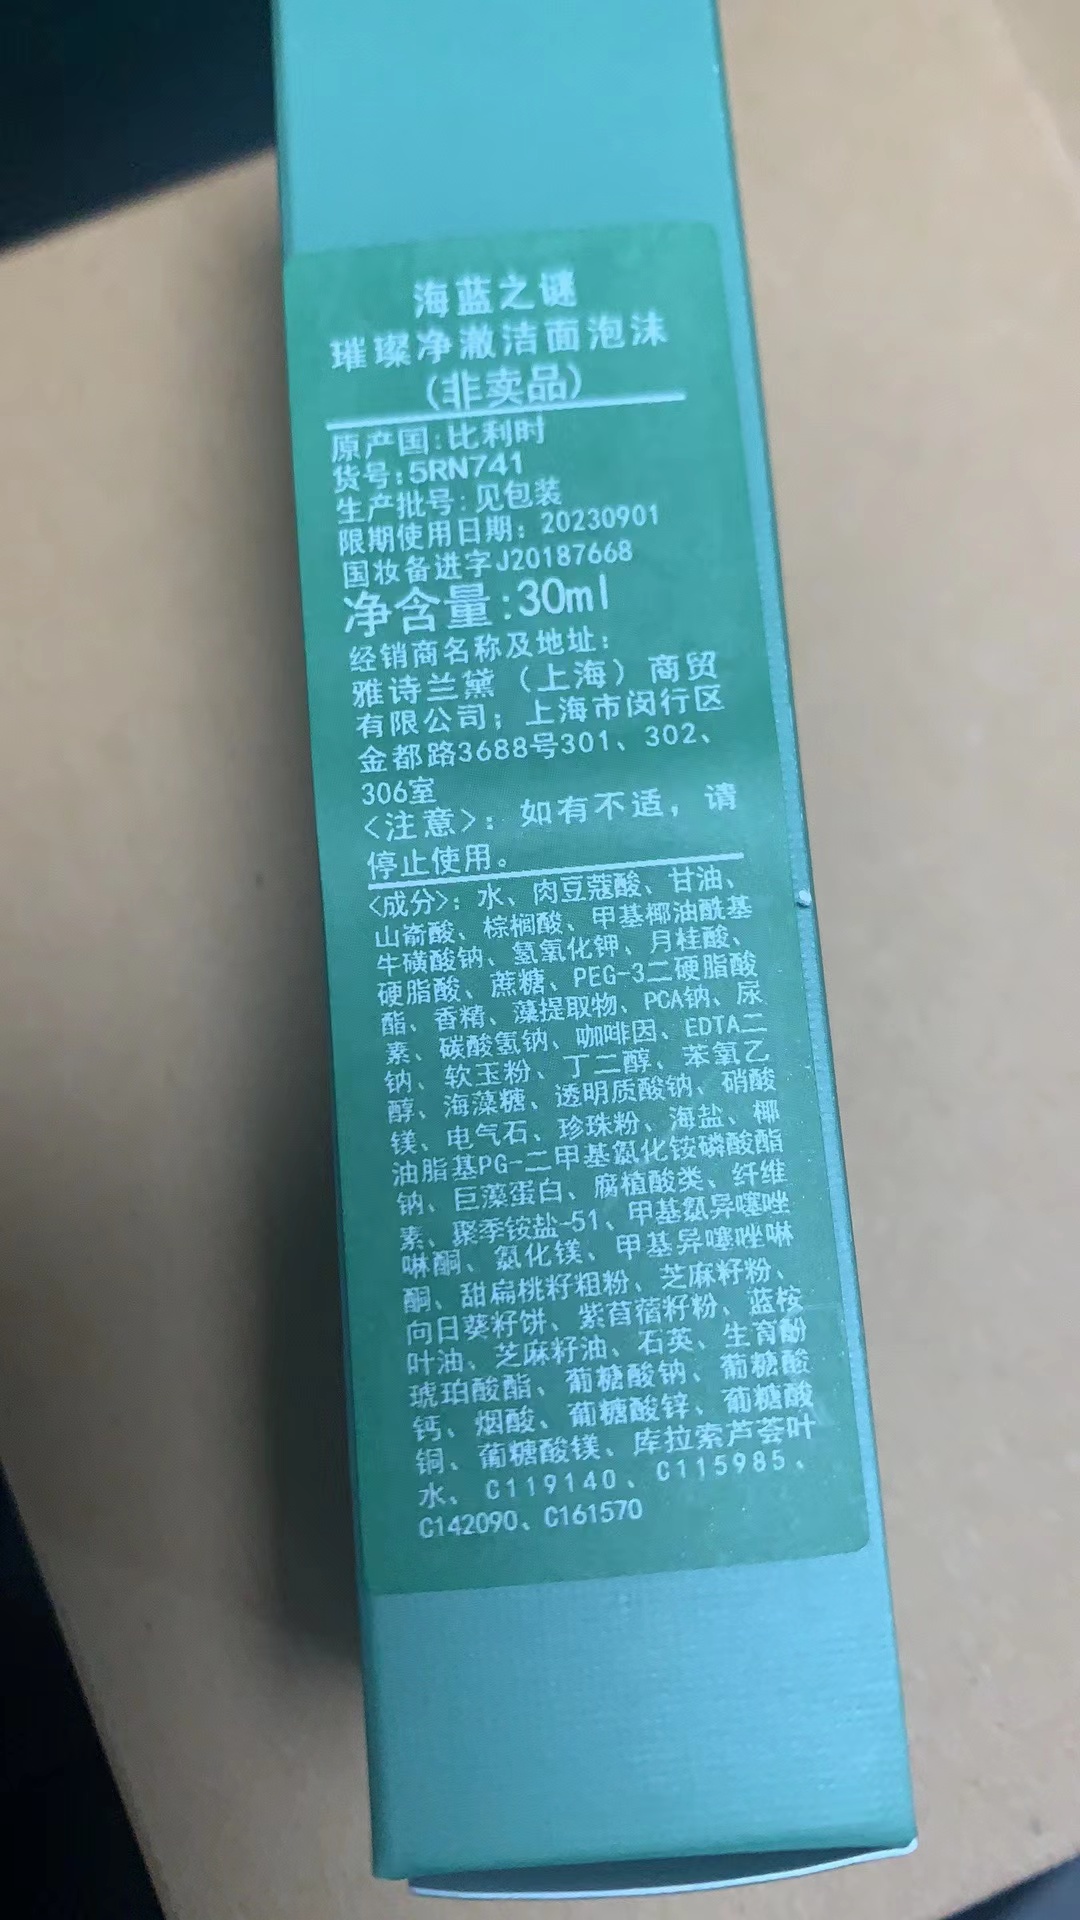 海蓝之谜
璀璨净澈洁面泡沫
(非卖品)
原产国:比利时
货号:5RN741
生产批号:见包装
限期使用日期: 20230901
国妆备进字J20187668
净含量:30ml
经销商名称及地址:
雅诗兰黛（上海）商贸
有限公司；上海市闵行区
金都路3688号301、302、
306室
<注意>：如有不适，请
停止使用。
<成分>：水、肉豆蔻酸、甘油、
山嵛酸、棕榈酸、甲基椰油酰基
牛磺酸钠、氢氧化钾、月桂酸、
硬脂酸、蔗糖、PEG-3二硬脂酸
酯、香精、藻提取物、PCA钠、尿
素、碳酸氢钠、咖啡因、EDTA二
钠、软玉粉、丁二醇、苯氧乙
醇、海藻糖、透明质酸钠、硝酸
镁、电气石、珍珠粉、海盐、椰
油脂基PG-二甲基氯化铵磷酸酯
钠、巨藻蛋白、腐植酸类、纤维
素、聚季铵盐-51、甲基氯异噻唑
啉酮、氯化镁、甲基异噻唑啉
酮、甜扁桃籽粗粉、芝麻籽粉、
向日葵籽饼、紫苜蓿籽粉、蓝桉
叶油、芝麻籽油、石英、生育酚
琥珀酸酯、葡糖酸钠、葡糖酸
钙、烟酸、葡糖酸锌、葡糖酸
铜、葡糖酸镁、库拉索芦荟叶
水、C119140、C115985、
C142090、C161570